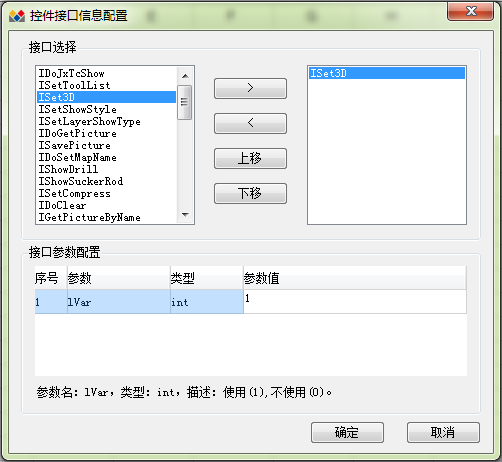 控件接口信息配置
接口选择
IDoJxTcShow
ISetToolList
ISet3D
ISetShowStyle
ISetLayerShowType
IDoGetPicture
ISavePicture
IDoSetMapName
IShowDrill
IShowSuckerRod
ISetCompress
IDoClear
IGetPictureByName
>
<
上移
下移
ISet3D
接口参数配置
序号 参数 类型 参数值
1 lVar int 1
参数名：lVar，类型：int，描述：使用(1),不使用(0)。
确定 取消